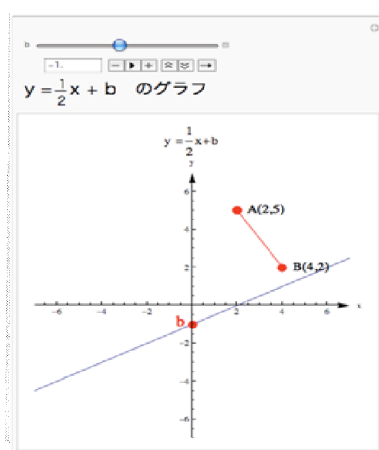 b
-1.
y = 1/2 x + b のグラフ
y = 1/2 x+b
y
6
A(2,5)
4
2
B(4,2)
-6 -4 -2 2 4 6 x
b
-2
-4
-6